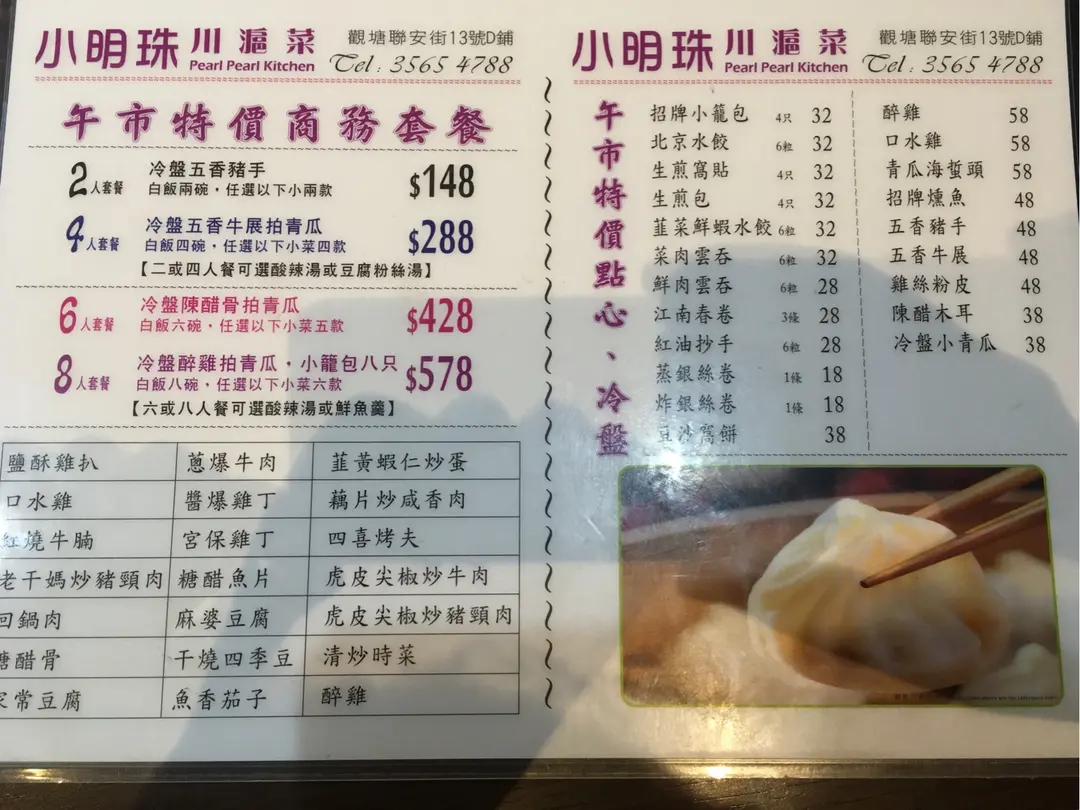 小明珠 川滬菜 觀塘聯安街13號D鋪
Pearl Pearl Kitchen Tel: 3565 4788
午市特價商務套餐
2人套餐 冷盤五香豬手 $148
白飯兩碗，任選以下小兩款
4人套餐 冷盤五香牛展拍青瓜 $288
白飯四碗，任選以下小菜四款
【二或四人餐可選酸辣湯或豆腐粉絲湯】
6人套餐 冷盤陳醋骨拍青瓜 $428
白飯六碗，任選以下小菜五款
8人套餐 冷盤醉雞拍青瓜，小籠包八只 $578
白飯八碗，任選以下小菜六款
【六或八人餐可選酸辣湯或鮮魚羹】
鹽酥雞扒 蔥爆牛肉 韮黃蝦仁炒蛋
口水雞 醬爆雞丁 藕片炒咸香肉
紅燒牛腩 宮保雞丁 四喜烤夫
老干媽炒豬頸肉 糖醋魚片 虎皮尖椒炒牛肉
回鍋肉 麻婆豆腐 虎皮尖椒炒豬頸肉
糖醋骨 干燒四季豆 清炒時菜
家常豆腐 魚香茄子 醉雞
小明珠 川滬菜 觀塘聯安街13號D鋪
Pearl Pearl Kitchen Tel: 3565 4788
午市特價點心、冷盤
招牌小籠包 4只 32
北京水餃 6粒 32
生煎窩貼 4只 32
生煎包 4只 32
韮菜鮮蝦水餃 6粒 32
菜肉雲吞 6粒 32
鮮肉雲吞 6粒 28
江南春卷 3條 28
紅油抄手 6粒 28
蒸銀絲卷 1條 18
炸銀絲卷 1條 18
豆沙窩餅 38
醉雞 58
口水雞 58
青瓜海蜇頭 58
招牌燻魚 48
五香豬手 48
五香牛展 48
雞絲粉皮 48
陳醋木耳 38
冷盤小青瓜 38